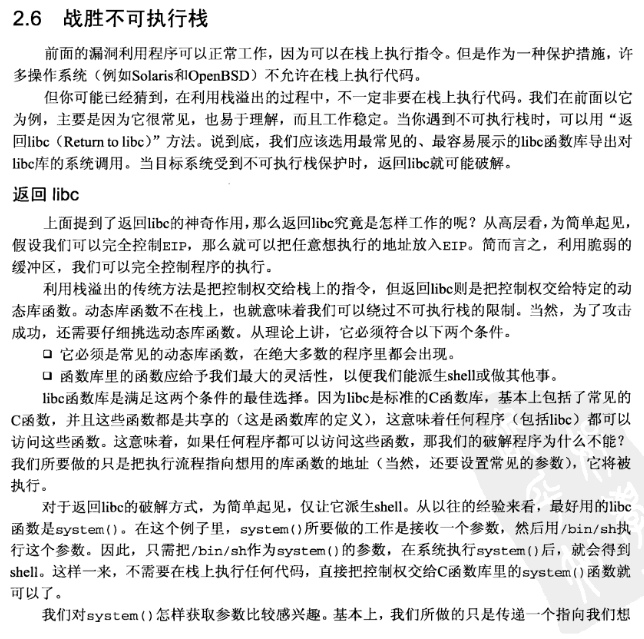 2.6 战胜不可执行栈
前面的漏洞利用程序可以正常工作，因为可以在栈上执行指令。但是作为一种保护措施，许
多操作系统（例如Solaris和OpenBSD）不允许在栈上执行代码。
但你可能已经猜到，在利用栈溢出的过程中，不一定非要在栈上执行代码。我们在前面以它
为例，主要是因为它很常见，也易于理解，而且工作稳定。当你遇到不可执行栈时，可以用“返
回libc（Return to libc）”方法。说到底，我们应该选用最常见的、最容易展示的libc函数库导出对
libc库的系统调用。当目标系统受到不可执行栈保护时，返回libc就可能破解。
返回 libc
上面提到了返回libc的神奇作用，那么返回libc究竟是怎样工作的呢？从高层看，为简单起见，
假设我们可以完全控制EIP，那么就可以把任意想执行的地址放入EIP。简而言之，利用脆弱的
缓冲区，我们可以完全控制程序的执行。
利用栈溢出的传统方法是把控制权交给栈上的指令，但返回libc则是把控制权交给特定的动
态库函数。动态库函数不在栈上，也就意味着我们可以绕过不可执行栈的限制。当然，为了攻击
成功，还需要仔细挑选动态库函数。从理论上讲，它必须符合以下两个条件。
□ 它必须是常见的动态库函数，在绝大多数的程序里都会出现。
□ 函数库里的函数应给予我们最大的灵活性，以便我们能派生shell或做其他事。
libc函数库是满足这两个条件的最佳选择。因为libc是标准的C函数库，基本上包括了常见的
C函数，并且这些函数都是共享的（这是函数库的定义），这意味着任何程序（包括libc）都可以
访问这些函数。这意味着，如果任何程序都可以访问这些函数，那我们的破解程序为什么不能？
我们所要做的只是把执行流程指向想用的库函数的地址（当然，还要设置常见的参数），它将被
执行。
对于返回libc的破解方式，为简单起见，仅让它派生shell。从以往的经验来看，最好用的libc
函数是system()。在这个例子里，system()所要做的工作是接收一个参数，然后用/bin/sh执
行这个参数。因此，只需把/bin/sh作为system()的参数，在系统执行system()后，就会得到
shell。这样一来，不需要在栈上执行任何代码，直接把控制权交给C函数库里的system()函数就
可以了。
我们对system()怎样获取参数比较感兴趣。基本上，我们所做的只是传递一个指向我们想